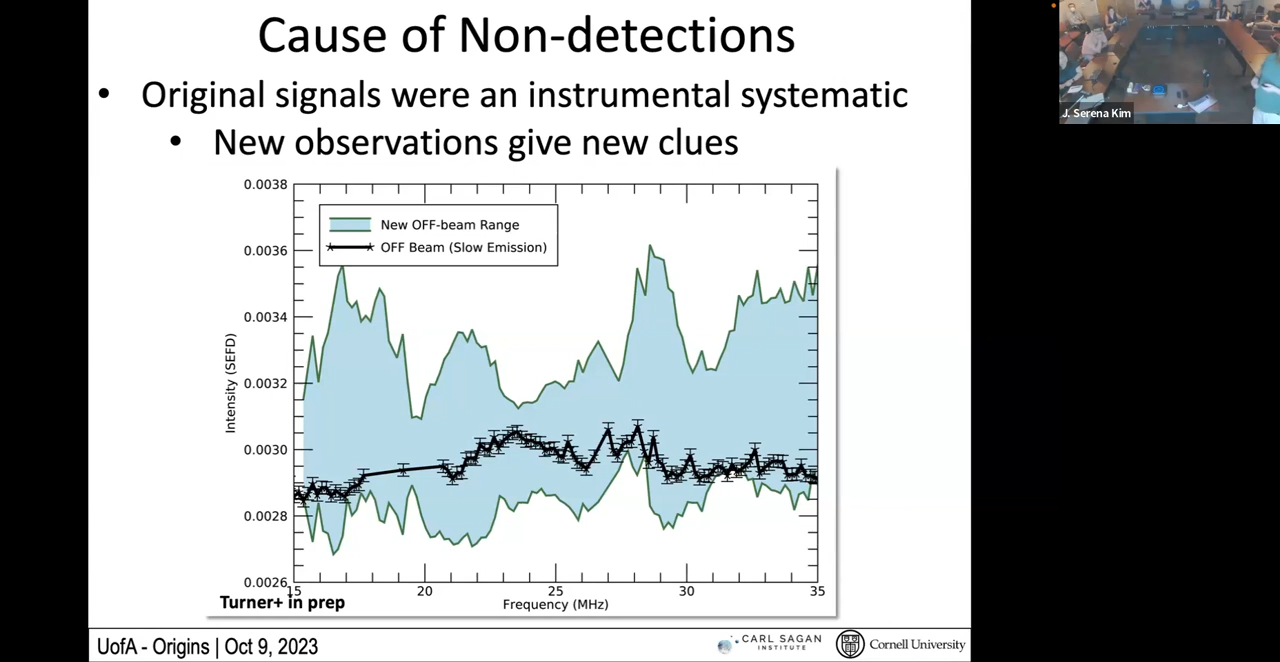 Cause of Non-detections
• Original signals were an instrumental systematic
• New observations give new clues
0.0038
0.0036
0.0034
0.0032
0.0030
0.0028
0.0026
Intensity (SEFD)
New OFF-beam Range
OFF Beam (Slow Emission)
15
20
25
30
35
Frequency (MHz)
Turner+ in prep
UofA - Origins | Oct 9, 2023
CARL SAGAN
INSTITUTE
Cornell University
J. Serena Kim